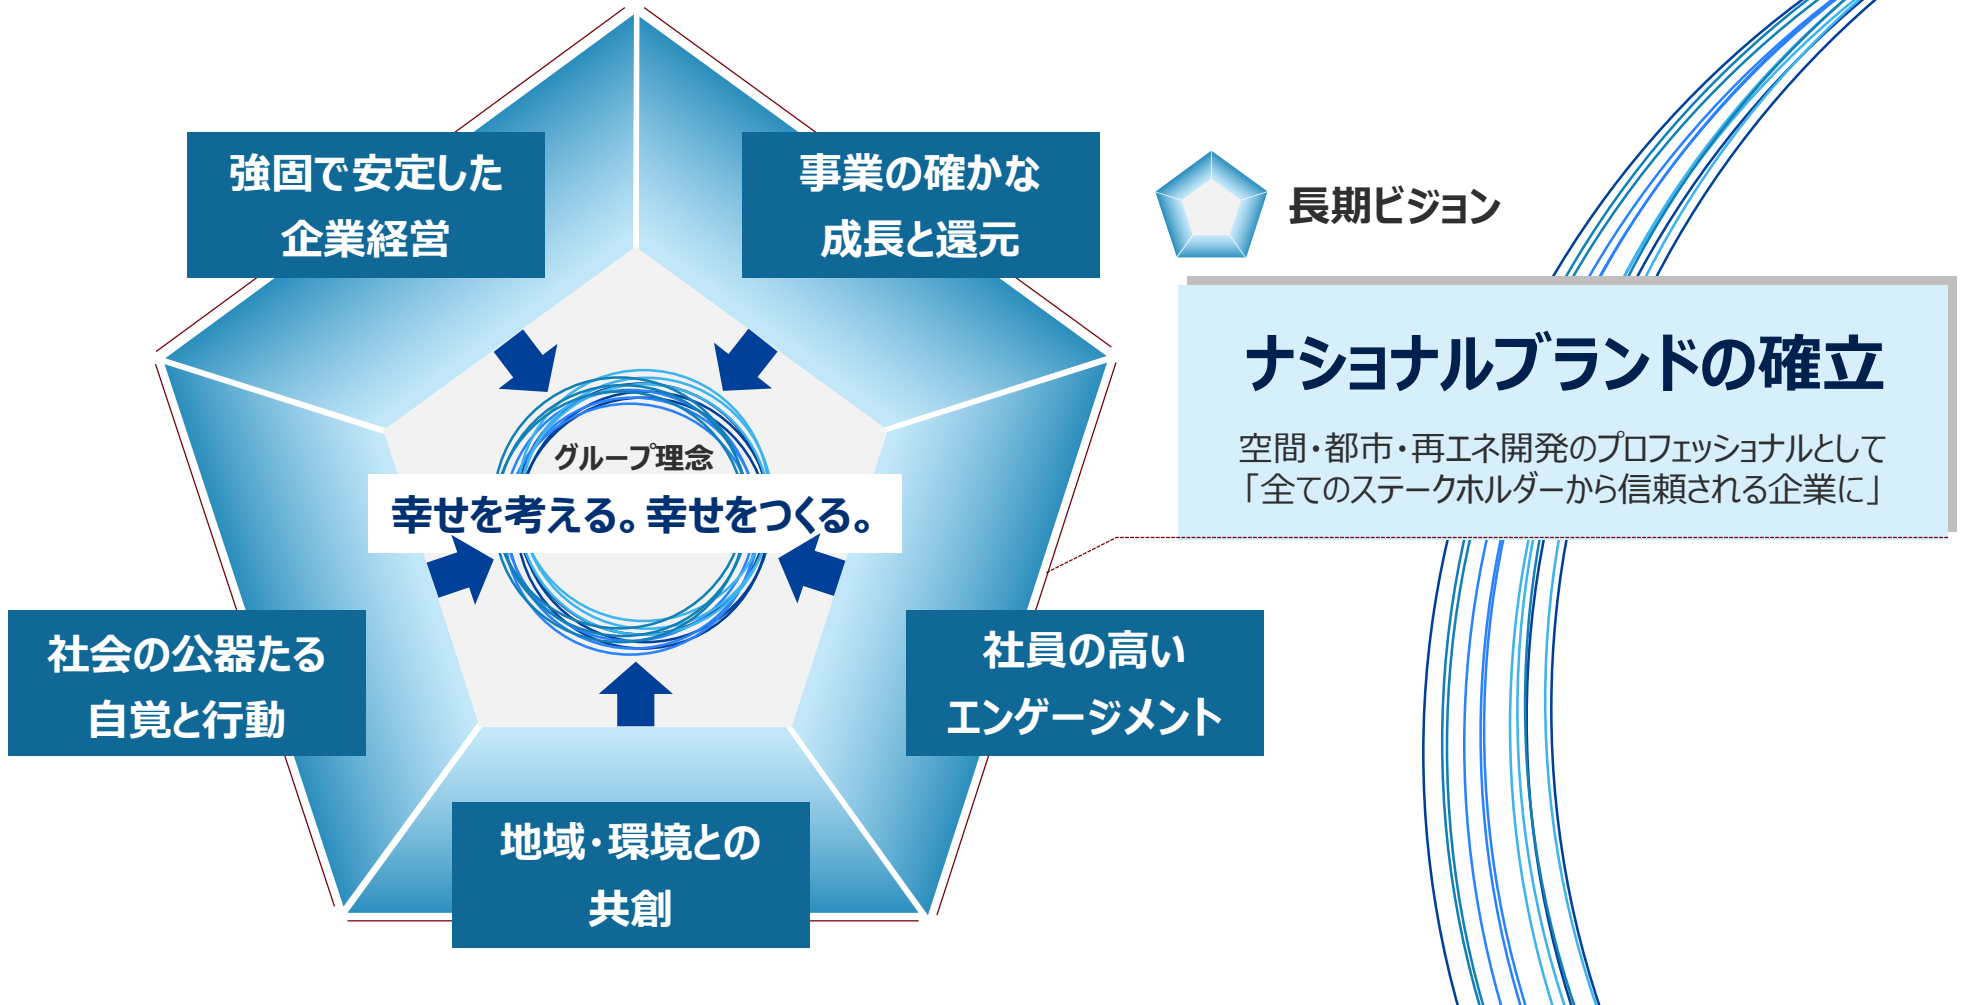 強固で安定した
企業経営
事業の確かな
成長と還元
グループ理念
幸せを考える。幸せをつくる。
社会の公器たる
自覚と行動
社員の高い
エンゲージメント
地域・環境との
共創
長期ビジョン
ナショナルブランドの確立
空間・都市・再エネ開発のプロフェッショナルとして
「全てのステークホルダーから信頼される企業に」